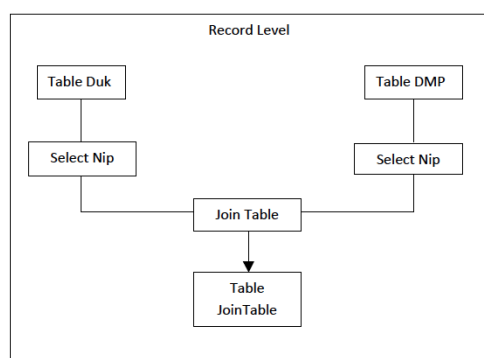 Record Level
Table Duk
Table DMP
Select Nip
Select Nip
Join Table
Table
JoinTable